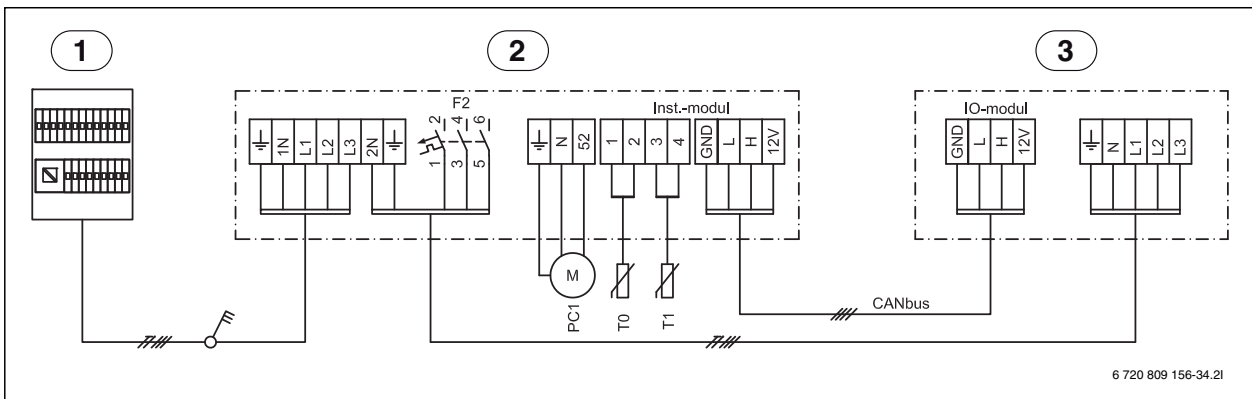 1
2
3
F2
Inst.-modul
IO-modul
1N L1 L2 L3 2N
2 4 6
1 3 5
N 52
1 2 3 4
GND L H 12V
GND L H 12V
N L1 L2 L3
M
PC1
T0
T1
CANbus
6 720 809 156-34.2I